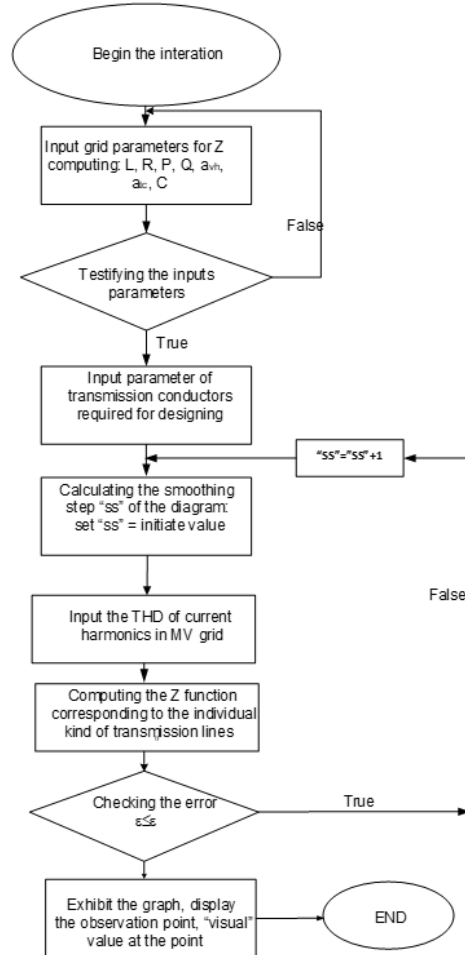 Begin the interation
Input grid parameters for Z
computing: L, R, P, Q, avh,
alc, C
False
Testifying the inputs
parameters
True
Input parameter of
transmission conductors
required for designing
“SS”=”SS”+1
Calculating the smoothing
step “ss” of the diagram:
set “ss” = initiate value
False
Input the THD of current
harmonics in MV grid
Computing the Z function
corresponding to the individual
kind of transmission lines
Checking the error
ε≤ε
True
Exhibit the graph, display
the observation point, “visual”
value at the point
END